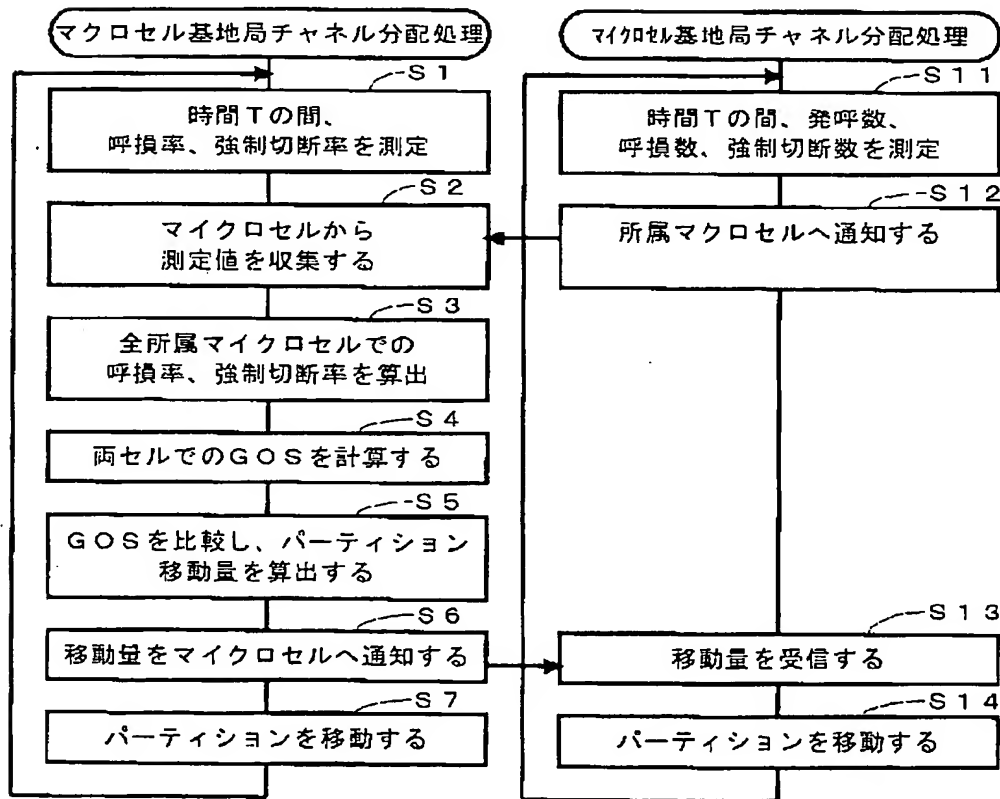 マクロセル基地局チャネル分配処理
S1
時間Tの間、
呼損率、強制切断率を測定
S2
マイクロセルから
測定値を収集する
S3
全所属マイクロセルでの
呼損率、強制切断率を算出
S4
両セルでのGOSを計算する
S5
GOSを比較し、パーティション
移動量を算出する
S6
移動量をマイクロセルへ通知する
S7
パーティションを移動する
マイクロセル基地局チャネル分配処理
S11
時間Tの間、発呼数、
呼損数、強制切断数を測定
S12
所属マクロセルへ通知する
S13
移動量を受信する
S14
パーティションを移動する